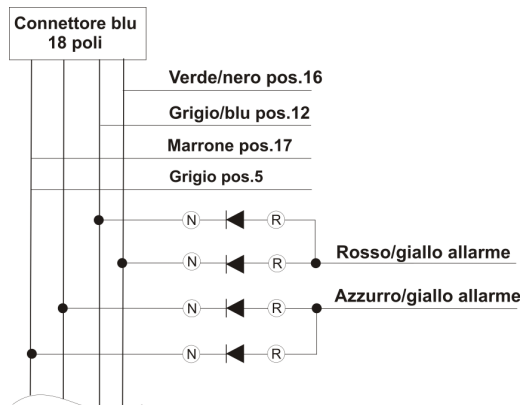 Connettore blu
18 poli
Verde/nero pos.16
Grigio/blu pos.12
Marrone pos.17
Grigio pos.5
N R
N R
Rosso/giallo allarme
Azzurro/giallo allarme
N R
N R